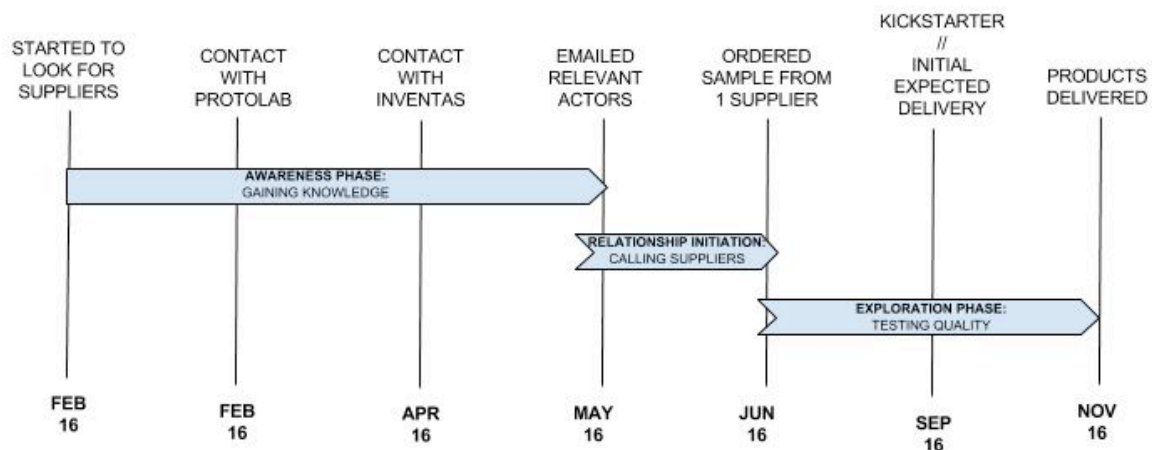 STARTED TO
LOOK FOR
SUPPLIERS
CONTACT
WITH
PROTOLAB
CONTACT
WITH
INVENTAS
EMAILED
RELEVANT
ACTORS
ORDERED
SAMPLE FROM
1 SUPPLIER
KICKSTARTER
//
INITIAL
EXPECTED
DELIVERY
PRODUCTS
DELIVERED
AWARENESS PHASE:
GAINING KNOWLEDGE
RELATIONSHIP INITIATION:
CALLING SUPPLIERS
EXPLORATION PHASE:
TESTING QUALITY
FEB
16
FEB
16
APR
16
MAY
16
JUN
16
SEP
16
NOV
16